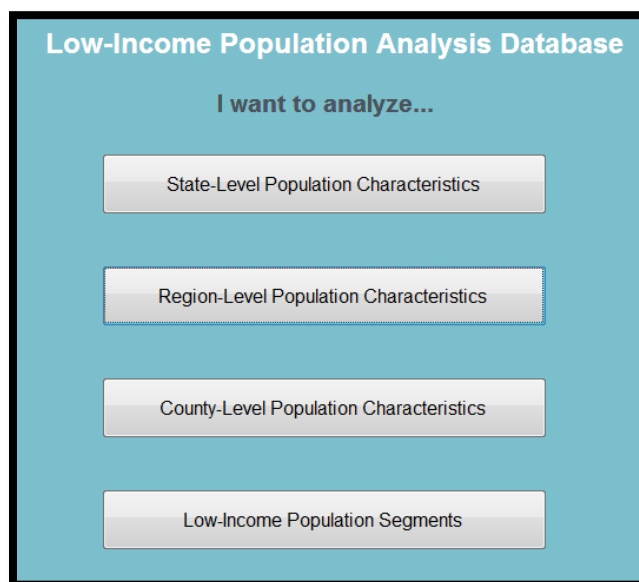 Low-Income Population Analysis Database
I want to analyze...
State-Level Population Characteristics
Region-Level Population Characteristics
County-Level Population Characteristics
Low-Income Population Segments